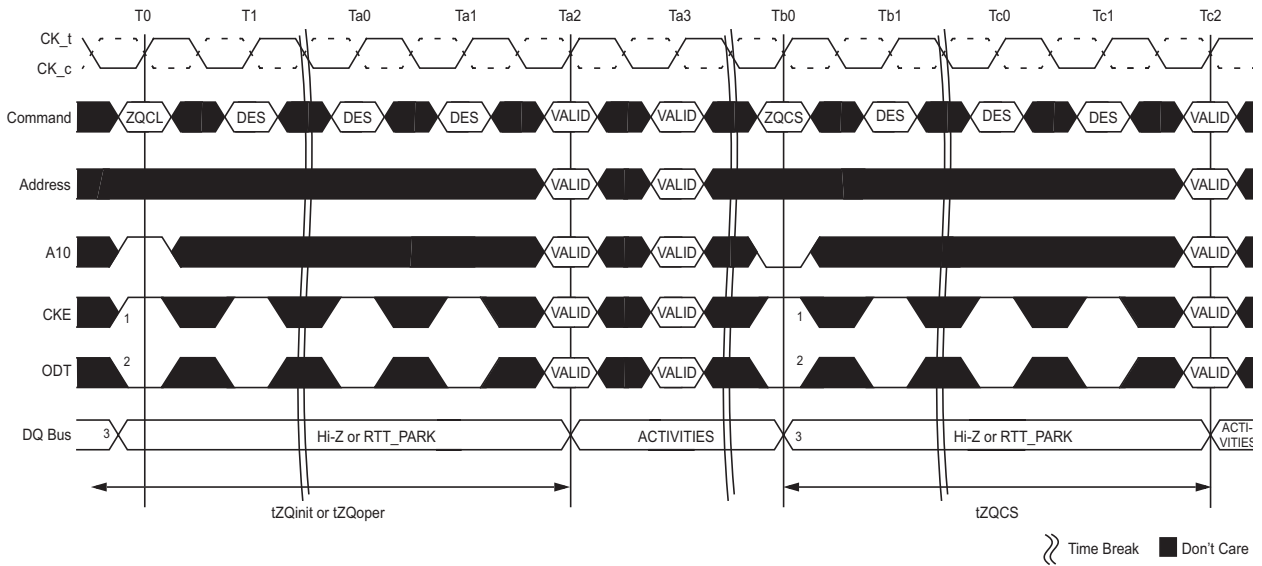 T0 T1 Ta0 Ta1 Ta2 Ta3 Tb0 Tb1 Tc0 Tc1 Tc2
CK_t
CK_c
Command ZQCL DES DES DES VALID VALID ZQCS DES DES DES VALID
Address VALID VALID VALID
A10 VALID VALID VALID
CKE 1 VALID VALID 1 VALID
ODT 2 VALID VALID 2 VALID
DQ Bus 3 Hi-Z or RTT_PARK ACTIVITIES 3 Hi-Z or RTT_PARK ACTI-
VITIES
tZQinit or tZQoper tZQCS
Time Break Don't Care